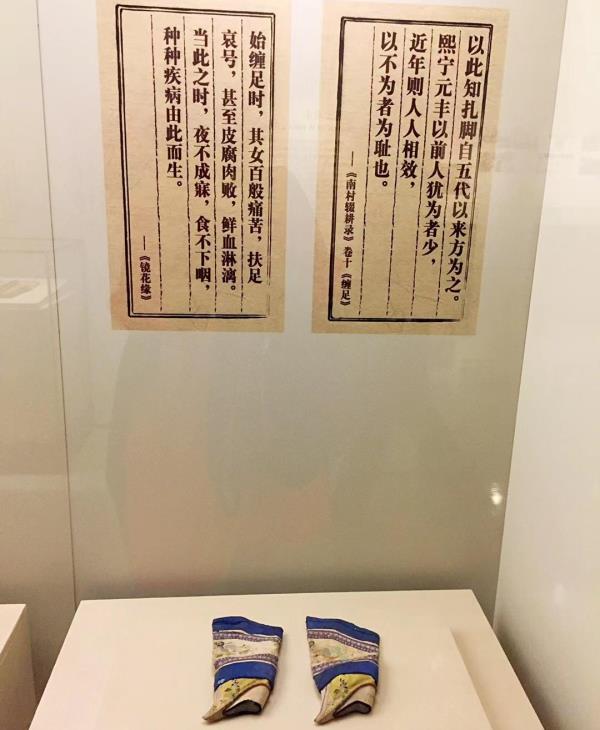 以此知扎脚自五代以来方为之。
熙宁元丰以前人犹为者少，
近年则人人相效，
以不为者为耻也。
——《南村辍耕录》卷十《缠足》
始缠足时，其女百般痛苦，扶足
哀号，甚至皮腐肉败，鲜血淋漓。
当此之时，夜不成寐，食不下咽，
种种疾病由此而生。
——《镜花缘》